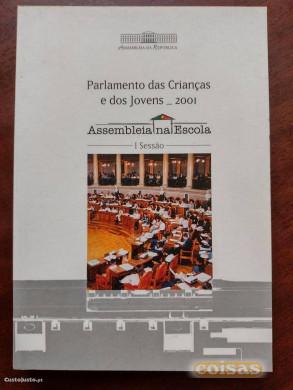 Assembleia da República
Parlamento das Crianças
e dos Jovens _ 2001
Assembleia na Escola
I Sessão
CustoJusto.pt
coisas